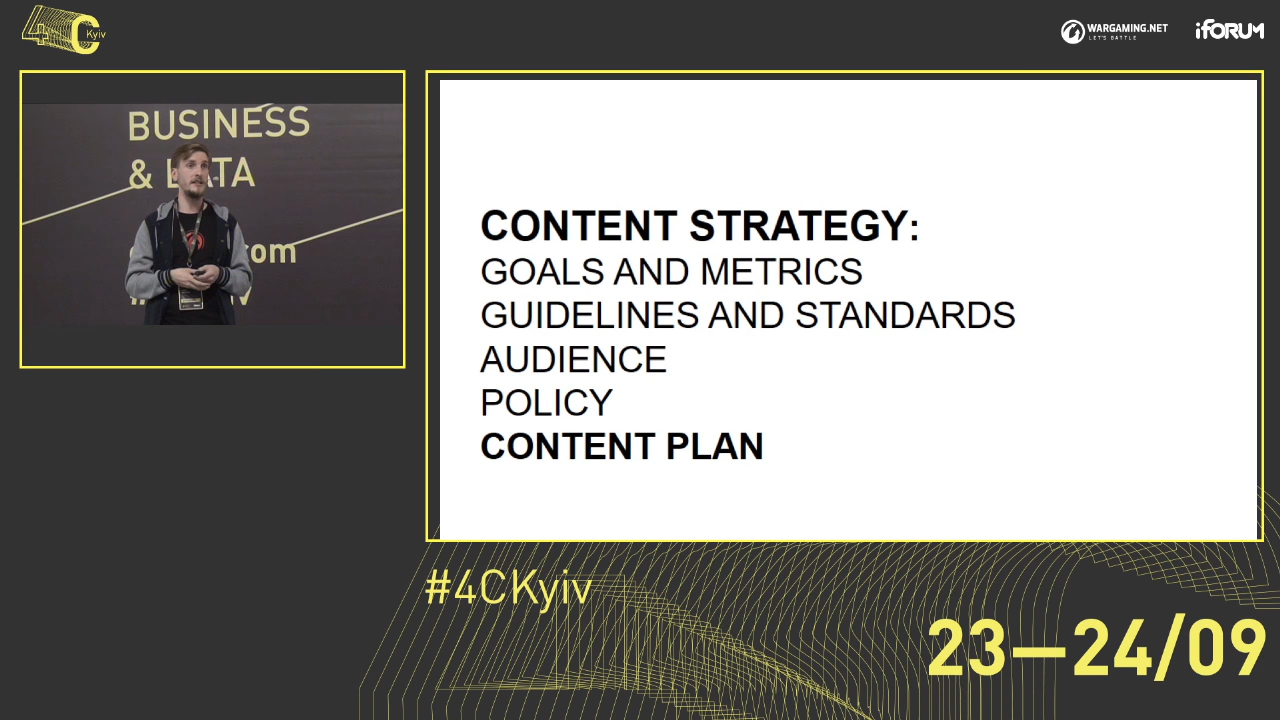 4C Kyiv
WARGAMING.NET
LET'S BATTLE
iFORUM
BUSINESS
& DATA
CONTENT STRATEGY:
GOALS AND METRICS
GUIDELINES AND STANDARDS
AUDIENCE
POLICY
CONTENT PLAN
#4CKyiv
23—24/09